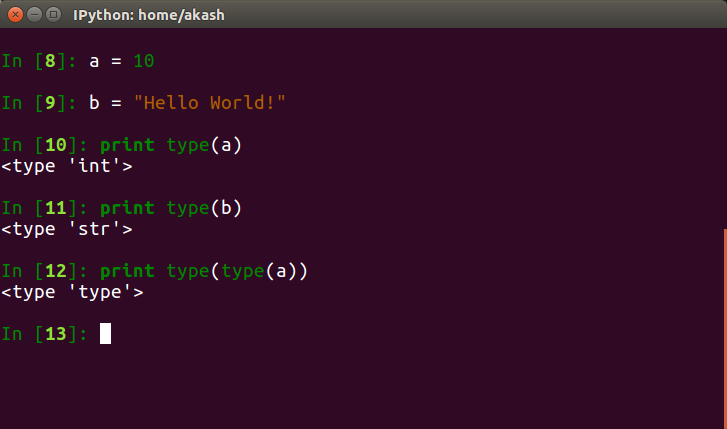 IPython: home/akash
In [8]: a = 10
In [9]: b = "Hello World!"
In [10]: print type(a)
<type 'int'>
In [11]: print type(b)
<type 'str'>
In [12]: print type(type(a))
<type 'type'>
In [13]: